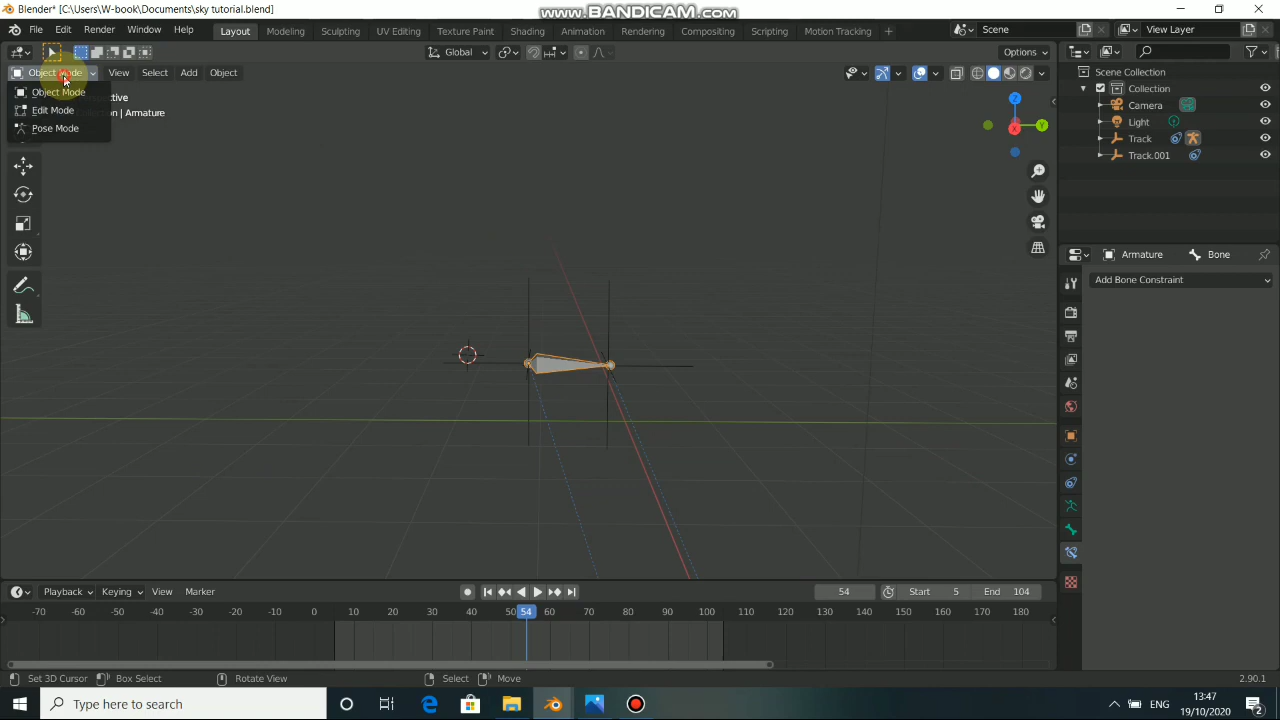 Blender* [C:\Users\W-book\Documents\sky tutorial.blend]
www.BANDICAM.com
File Edit Render Window Help Layout Modeling Sculpting UV Editing Texture Paint Shading Animation Rendering Compositing Scripting Motion Tracking + Scene View Layer
Global Options
Object Mode View Select Add Object
Object Mode
Edit Mode
Pose Mode
Armature
X
Y
Z
Scene Collection
Collection
Camera
Light
Track
Track.001
Armature Bone
Add Bone Constraint
Playback Keying View Marker 54 Start 5 End 104
-70 -60 -50 -40 -30 -20 -10 0 10 20 30 40 50 54 60 70 80 90 100 110 120 130 140 150 160 170 180
Set 3D Cursor Box Select Rotate View Select Move 2.90.1
Type here to search
ENG
13:47
19/10/2020
2